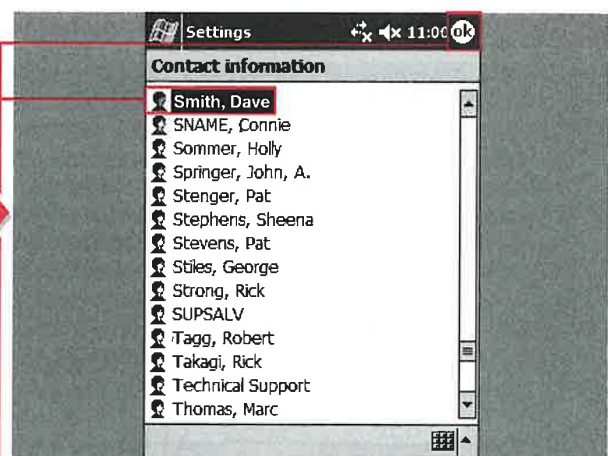 Settings 11:00 ok
Contact information
Smith, Dave
SNAME, Connie
Sommer, Holly
Springer, John, A.
Stenger, Pat
Stephens, Sheena
Stevens, Pat
Stiles, George
Strong, Rick
SUPSALV
Tagg, Robert
Takagi, Rick
Technical Support
Thomas, Marc